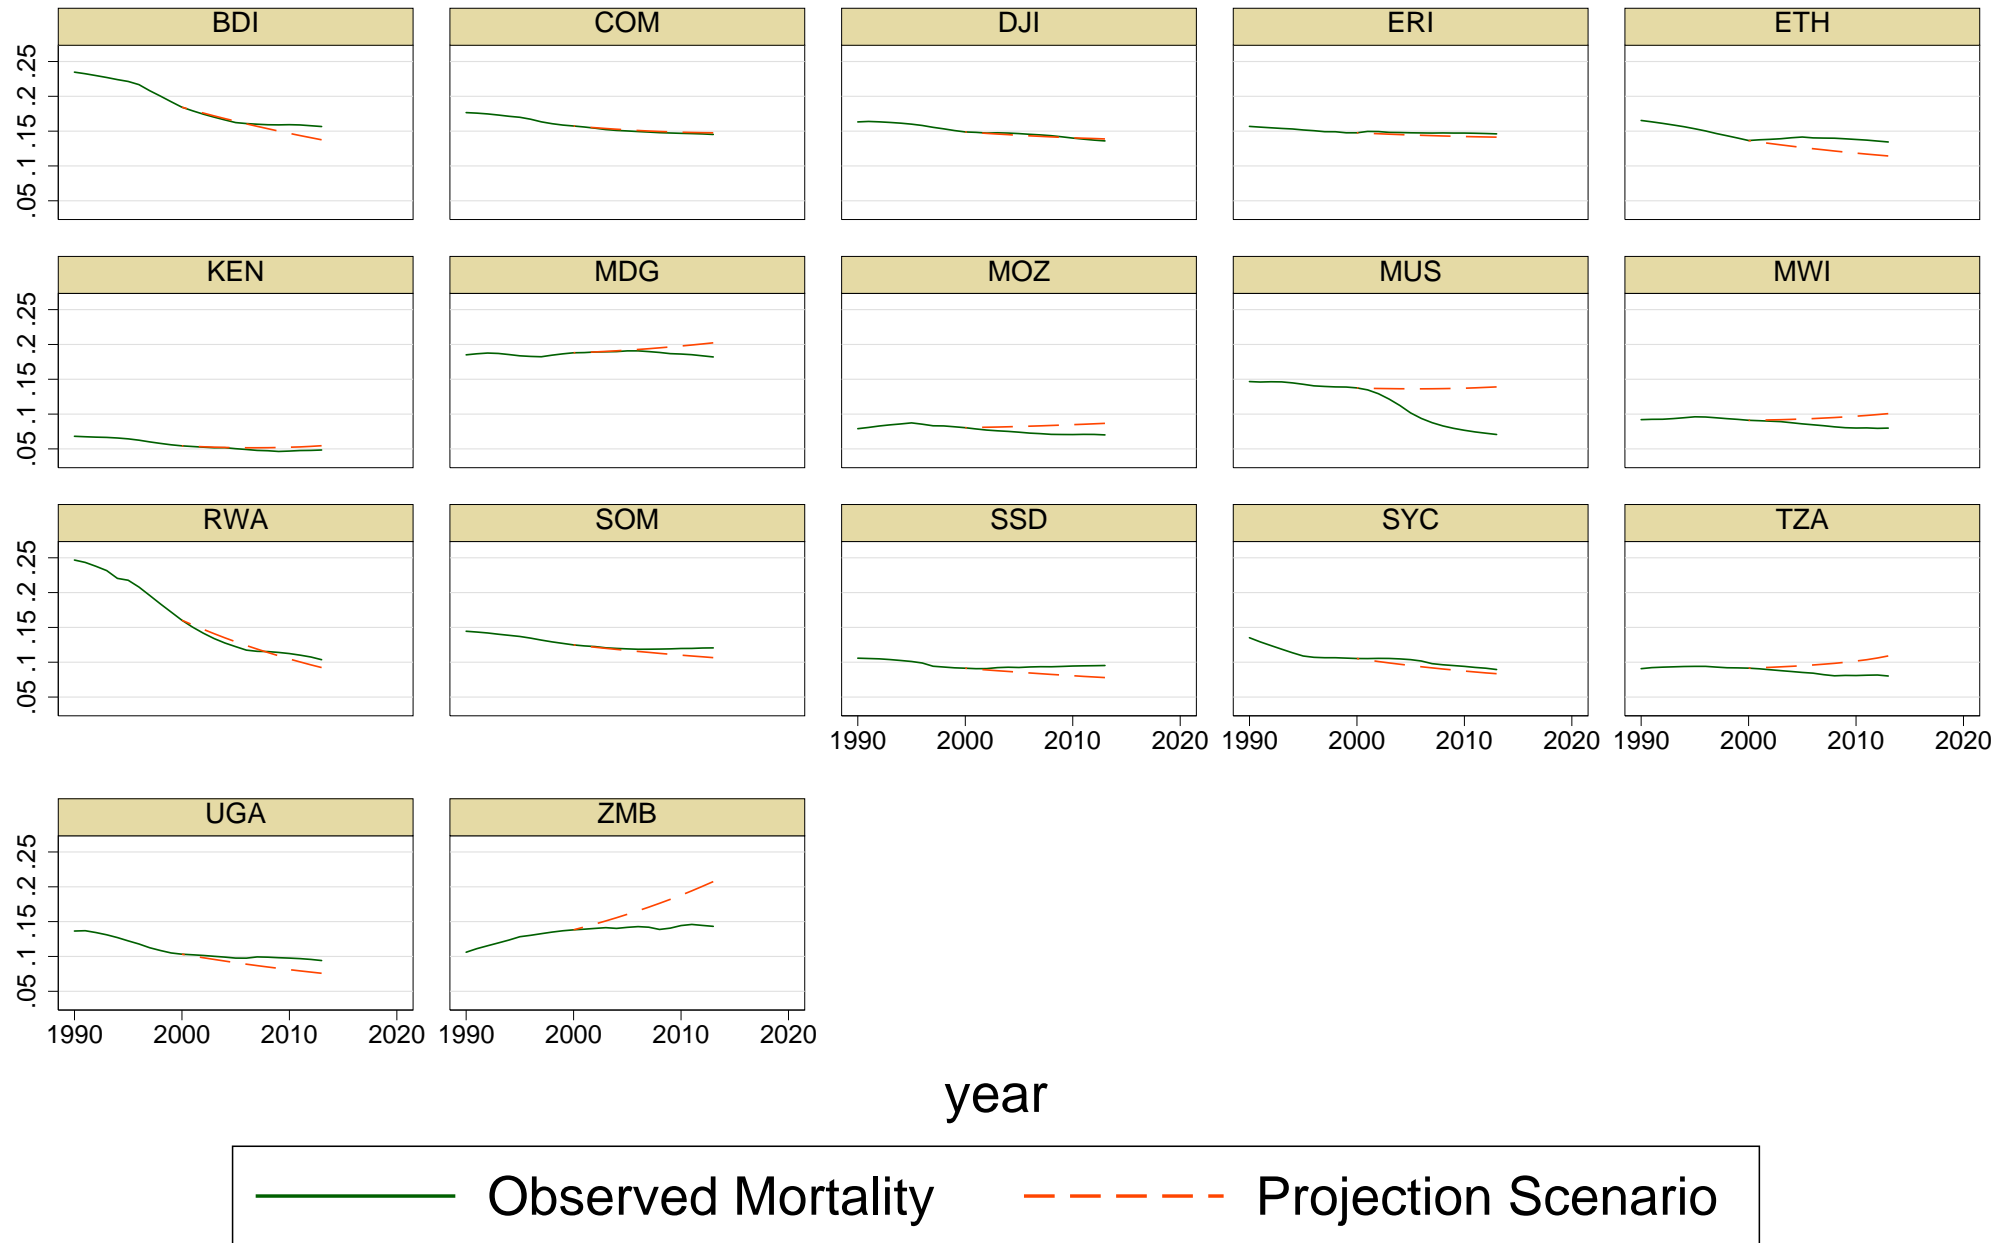 BDI COM DJI ERI ETH
.05 .1 .15 .2 .25
KEN MDG MOZ MUS MWI
.05 .1 .15 .2 .25
RWA SOM SSD SYC TZA
.05 .1 .15 .2 .25
1990 2000 2010 2020 1990 2000 2010 2020 1990 2000 2010 2020
UGA ZMB
.05 .1 .15 .2 .25
1990 2000 2010 2020 1990 2000 2010 2020
year
Observed Mortality Projection Scenario